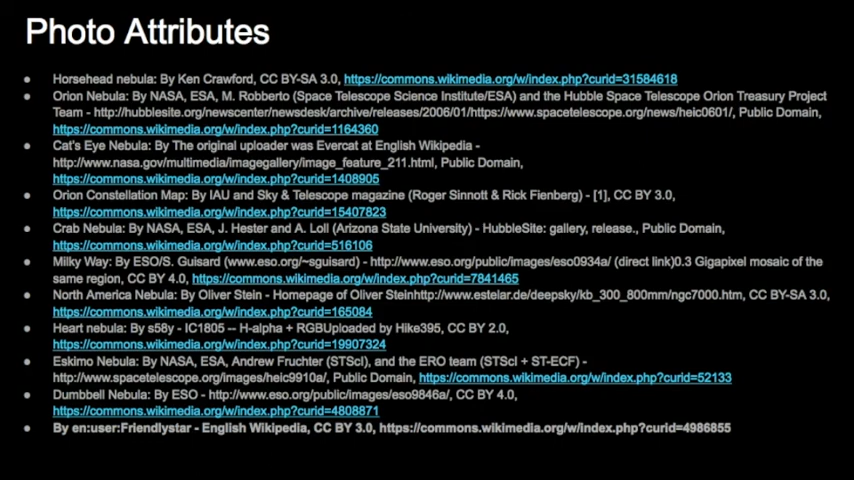 Photo Attributes
● Horsehead nebula: By Ken Crawford, CC BY-SA 3.0, https://commons.wikimedia.org/w/index.php?curid=31584618
● Orion Nebula: By NASA, ESA, M. Robberto (Space Telescope Science Institute/ESA) and the Hubble Space Telescope Orion Treasury Project
Team - http://hubblesite.org/newscenter/newsdesk/archive/releases/2006/01/https://www.spacetelescope.org/news/heic0601/, Public Domain,
https://commons.wikimedia.org/w/index.php?curid=1164360
● Cat's Eye Nebula: By The original uploader was Evercat at English Wikipedia -
http://www.nasa.gov/multimedia/imagegallery/image_feature_211.html, Public Domain,
https://commons.wikimedia.org/w/index.php?curid=1408905
● Orion Constellation Map: By IAU and Sky & Telescope magazine (Roger Sinnott & Rick Fienberg) - [1], CC BY 3.0,
https://commons.wikimedia.org/w/index.php?curid=15407823
● Crab Nebula: By NASA, ESA, J. Hester and A. Loll (Arizona State University) - HubbleSite: gallery, release., Public Domain,
https://commons.wikimedia.org/w/index.php?curid=516106
● Milky Way: By ESO/S. Guisard (www.eso.org/~sguisard) - http://www.eso.org/public/images/eso0934a/ (direct link)0.3 Gigapixel mosaic of the
same region, CC BY 4.0, https://commons.wikimedia.org/w/index.php?curid=7841465
● North America Nebula: By Oliver Stein - Homepage of Oliver Steinhttp://www.estelar.de/deepsky/kb_300_800mm/ngc7000.htm, CC BY-SA 3.0,
https://commons.wikimedia.org/w/index.php?curid=165084
● Heart nebula: By s58y - IC1805 -- H-alpha + RGBUploaded by Hike395, CC BY 2.0,
https://commons.wikimedia.org/w/index.php?curid=19907324
● Eskimo Nebula: By NASA, ESA, Andrew Fruchter (STScI), and the ERO team (STScI + ST-ECF) -
http://www.spacetelescope.org/images/heic9910a/, Public Domain, https://commons.wikimedia.org/w/index.php?curid=52133
● Dumbbell Nebula: By ESO - http://www.eso.org/public/images/eso9846a/, CC BY 4.0,
https://commons.wikimedia.org/w/index.php?curid=4808871
● By en:user:Friendlystar - English Wikipedia, CC BY 3.0, https://commons.wikimedia.org/w/index.php?curid=4986855